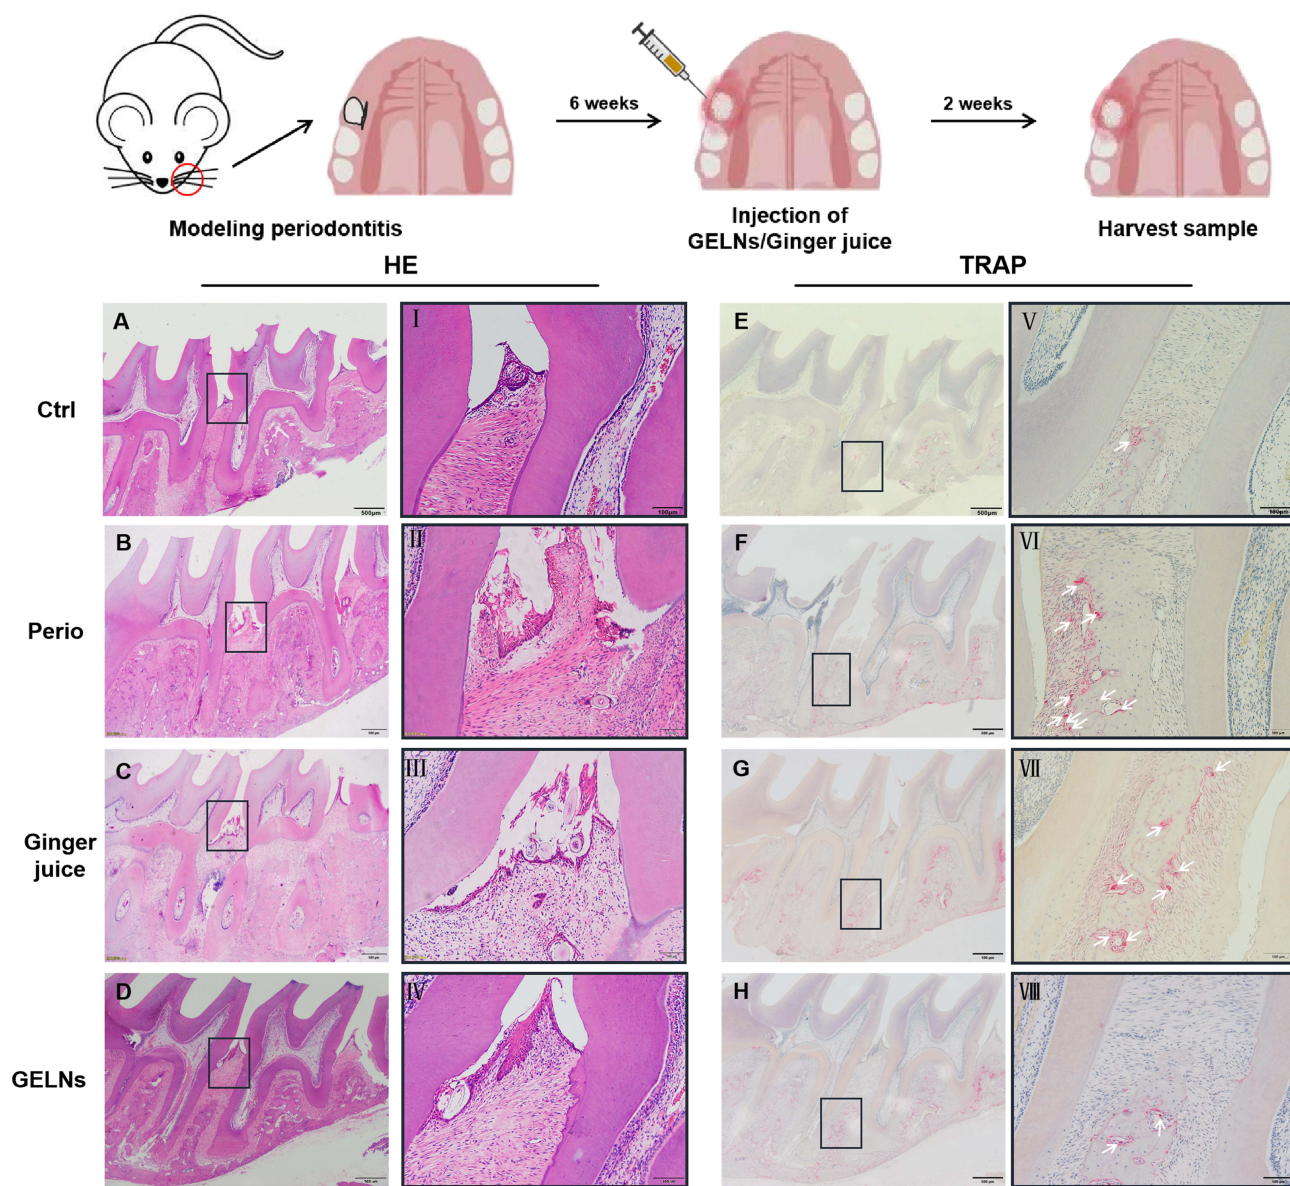 6 weeks
2 weeks
Modeling periodontitis
Injection of
GELNs/Ginger juice
Harvest sample
HE
TRAP
A
I
E
V
Ctrl
500μm
100μm
500μm
100μm
B
II
F
VI
Perio
C
III
G
VII
Ginger
juice
D
IV
H
VIII
GELNs